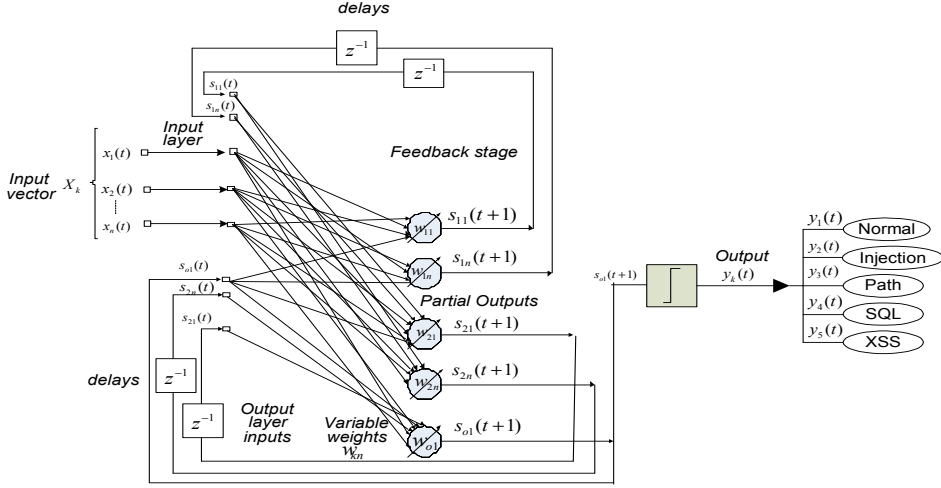 delays
z⁻¹
z⁻¹
s₁₁(t)
s₁ₙ(t)
Input
layer
Input
vector
Xₖ
x₁(t)
x₂(t)
xₙ(t)
Feedback stage
w₁₁
s₁₁(t+1)
w₁ₙ
s₁ₙ(t+1)
Partial Outputs
sₒ₁(t)
s₂ₙ(t)
s₂₁(t)
w₂₁
s₂₁(t+1)
w₂ₙ
s₂ₙ(t+1)
wₒ₁
sₒ₁(t+1)
delays
z⁻¹
z⁻¹
Output
layer
inputs
Variable
weights
wₖₙ
sₒ₁(t+1)
Output
yₖ(t)
y₁(t) Normal
y₂(t) Injection
y₃(t) Path
y₄(t) SQL
y₅(t) XSS